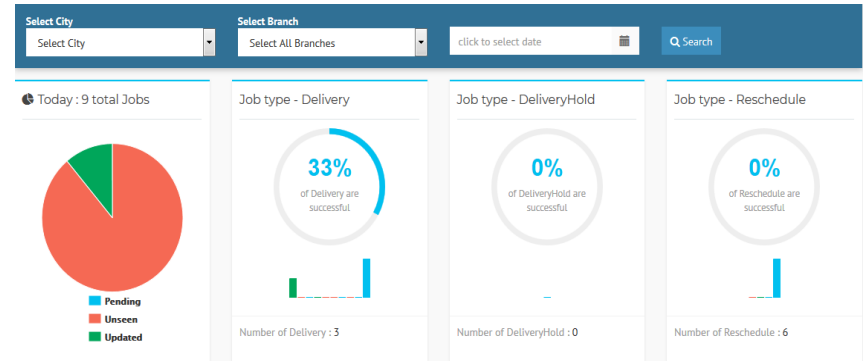 Select City
Select City
Select Branch
Select All Branches
click to select date
Search
Today : 9 total Jobs
Pending
Unseen
Updated
Job type - Delivery
33%
of Delivery are
successful
Number of Delivery : 3
Job type - DeliveryHold
0%
of DeliveryHold are
successful
Number of DeliveryHold : 0
Job type - Reschedule
0%
of Reschedule are
successful
Number of Reschedule : 6